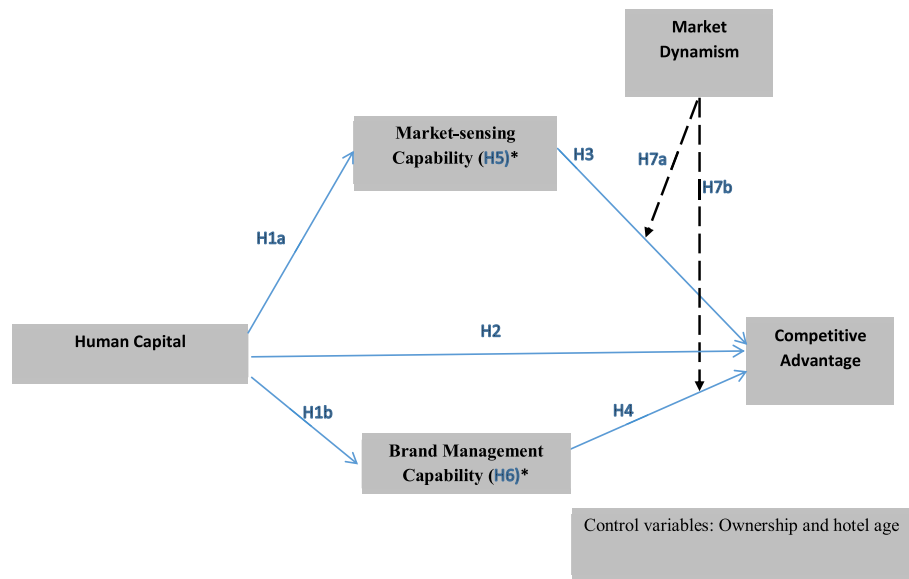 Market
Dynamism
Market-sensing
Capability (H5)*
H3
H7a
H7b
H1a
Human Capital
H2
Competitive
Advantage
H1b
H4
Brand Management
Capability (H6)*
Control variables: Ownership and hotel age